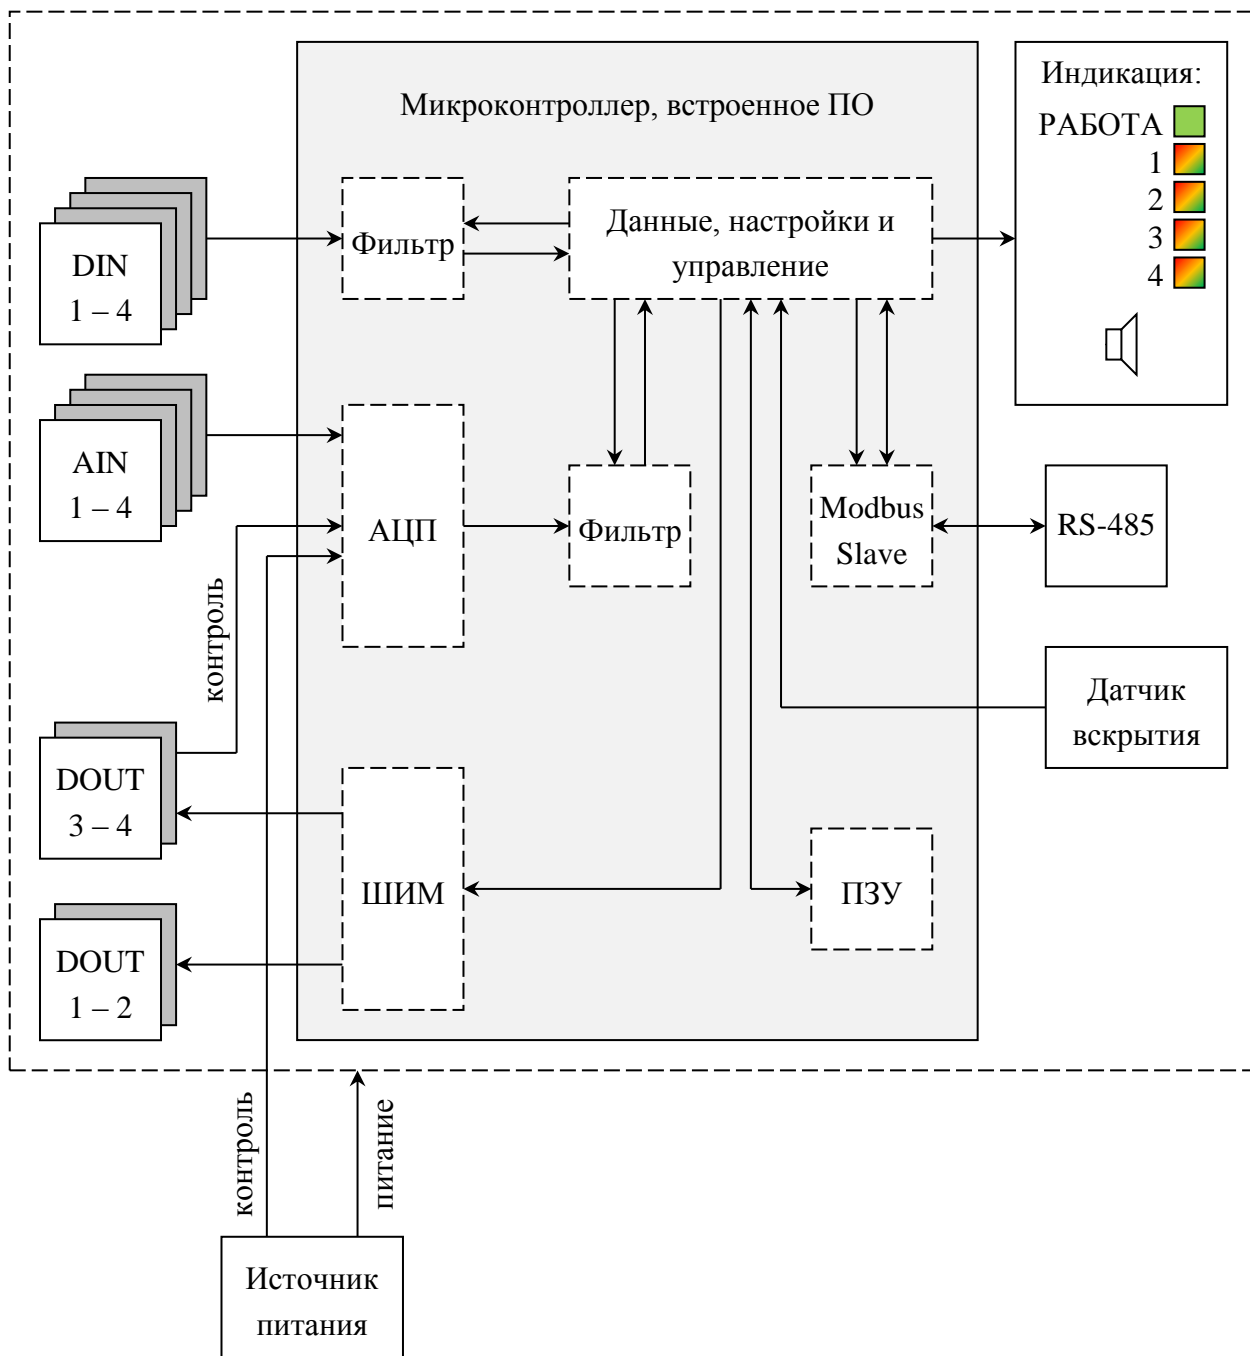 Микроконтроллер, встроенное ПО
Индикация:
РАБОТА
1
2
3
4
DIN
1 – 4
Фильтр
Данные, настройки и
управление
AIN
1 – 4
АЦП
Фильтр
Modbus
Slave
RS-485
контроль
Датчик
вскрытия
DOUT
3 – 4
ШИМ
ПЗУ
DOUT
1 – 2
контроль
питание
Источник
питания